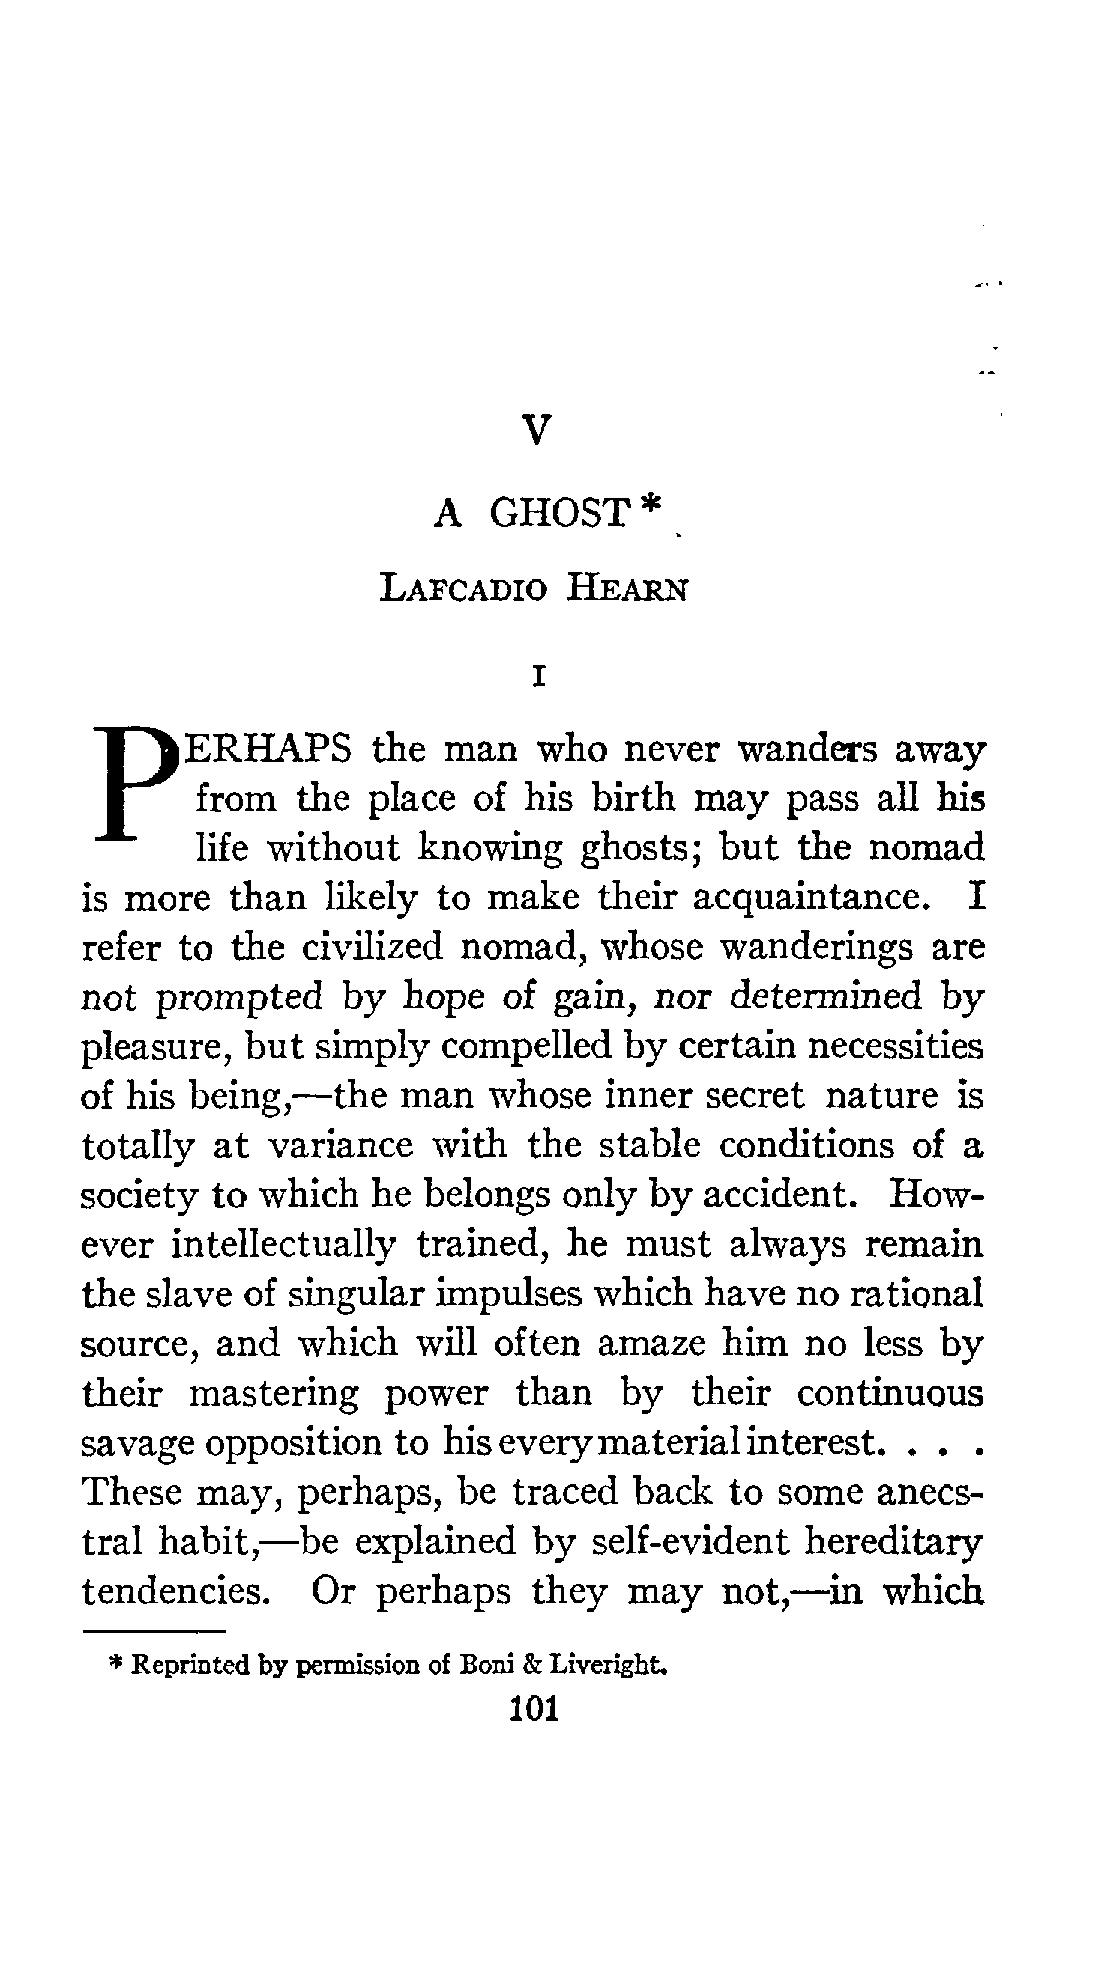 V
A GHOST *
LAFCADIO HEARN
I
PERHAPS the man who never wanders away
from the place of his birth may pass all his
life without knowing ghosts; but the nomad
is more than likely to make their acquaintance. I
refer to the civilized nomad, whose wanderings are
not prompted by hope of gain, nor determined by
pleasure, but simply compelled by certain necessities
of his being,—the man whose inner secret nature is
totally at variance with the stable conditions of a
society to which he belongs only by accident. How-
ever intellectually trained, he must always remain
the slave of singular impulses which have no rational
source, and which will often amaze him no less by
their mastering power than by their continuous
savage opposition to his every material interest. . . .
These may, perhaps, be traced back to some anecs-
tral habit,—be explained by self-evident hereditary
tendencies. Or perhaps they may not,—in which
* Reprinted by permission of Boni & Liveright.
101